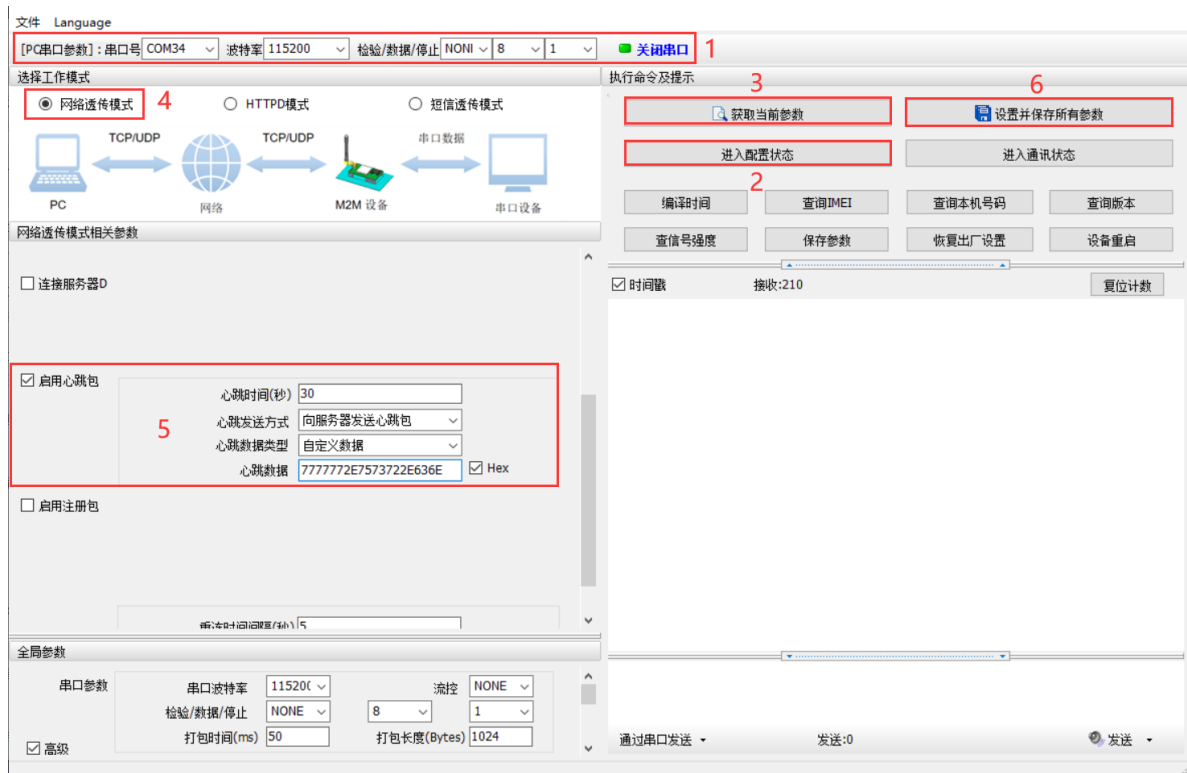 文件 Language
[PC串口参数]：串口号 COM34 波特率 115200 检验/数据/停止 NONI 8 1 关闭串口 1
选择工作模式
网络透传模式 4 HTTPD模式 短信透传模式
TCP/UDP TCP/UDP 串口数据
PC 网络 M2M 设备 串口设备
网络透传模式相关参数
连接服务器D
启用心跳包
心跳时间(秒) 30
5 心跳发送方式 向服务器发送心跳包
心跳数据类型 自定义数据
心跳数据 7777772E7573722E636E Hex
启用注册包
重连时间间隔(秒) 5
全局参数
串口参数 串口波特率 11520( 流控 NONE
检验/数据/停止 NONE 8 1
高级 打包时间(ms) 50 打包长度(Bytes) 1024
执行命令及提示
3 6
获取当前参数 设置并保存所有参数
进入配置状态 进入通讯状态
2
编译时间 查询IMEI 查询本机号码 查询版本
查信号强度 保存参数 恢复出厂设置 设备重启
时间戳 接收:210 复位计数
通过串口发送 发送:0 发送